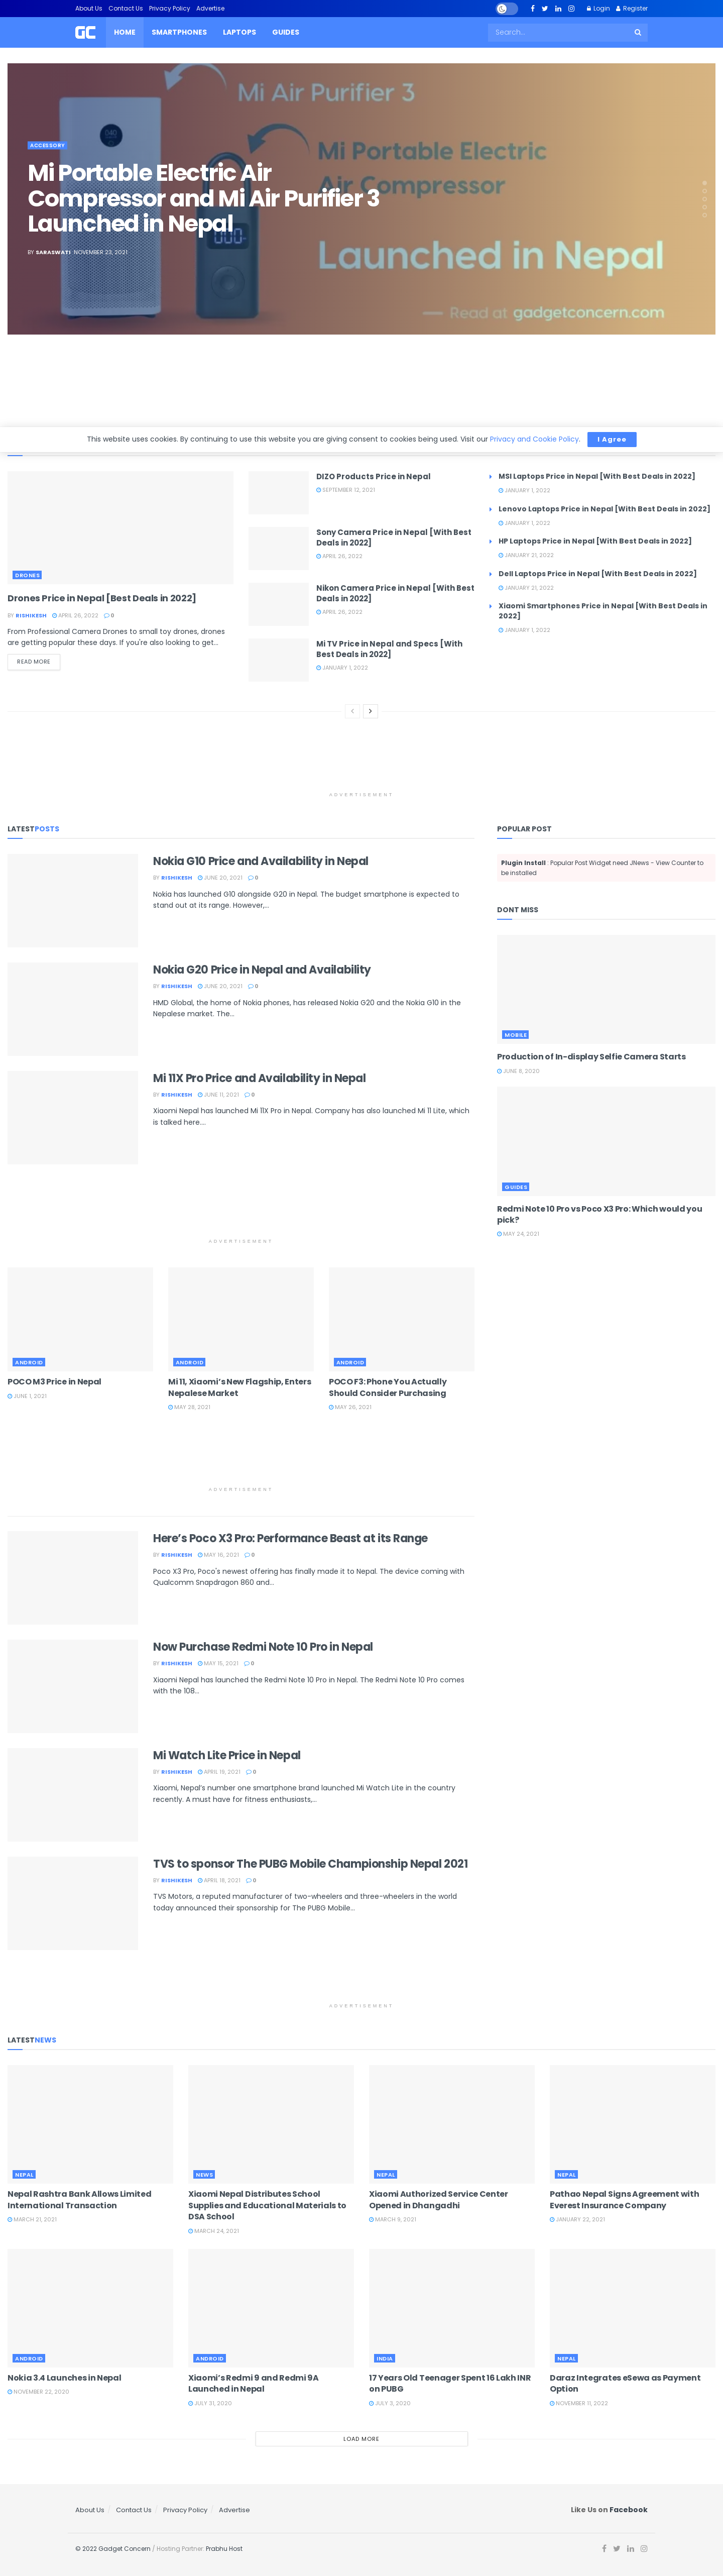 About Us Contact Us Privacy Policy Advertise Login Register
GC HOME SMARTPHONES LAPTOPS GUIDES Search...
Mi Air Purifier 3
Mi Portable Electric
Air Compressor
Now in Nepal
gadgetconcern.com
ACCESSORY
Mi Portable Electric Air
Compressor and Mi Air Purifier 3
Launched in Nepal
BY SARASWATI NOVEMBER 23, 2021
This website uses cookies. By continuing to use this website you are giving consent to cookies being used. Visit our Privacy and Cookie Policy. I Agree
DRONES
Drones Price in Nepal [Best Deals in 2022]
BY RISHIKESH APRIL 26, 2022 0
From Professional Camera Drones to small toy drones, drones
are getting popular these days. If you're also looking to get...
READ MORE
DIZO Products Price in Nepal
SEPTEMBER 12, 2021
Sony Camera Price in Nepal [With Best
Deals in 2022]
APRIL 26, 2022
Nikon Camera Price in Nepal [With Best
Deals in 2022]
APRIL 26, 2022
Mi TV Price in Nepal and Specs [With
Best Deals in 2022]
JANUARY 1, 2022
MSI Laptops Price in Nepal [With Best Deals in 2022]
JANUARY 1, 2022
Lenovo Laptops Price in Nepal [With Best Deals in 2022]
JANUARY 1, 2022
HP Laptops Price in Nepal [With Best Deals in 2022]
JANUARY 21, 2022
Dell Laptops Price in Nepal [With Best Deals in 2022]
JANUARY 21, 2022
Xiaomi Smartphones Price in Nepal [With Best Deals in
2022]
JANUARY 1, 2022
ADVERTISEMENT
LATESTPOSTS
Nokia G10 Price and Availability in Nepal
BY RISHIKESH JUNE 20, 2021 0
Nokia has launched G10 alongside G20 in Nepal. The budget smartphone is expected to
stand out at its range. However,...
Nokia G20 Price in Nepal and Availability
BY RISHIKESH JUNE 20, 2021 0
HMD Global, the home of Nokia phones, has released Nokia G20 and the Nokia G10 in the
Nepalese market. The...
Mi 11X Pro Price and Availability in Nepal
BY RISHIKESH JUNE 11, 2021 0
Xiaomi Nepal has launched Mi 11X Pro in Nepal. Company has also launched Mi 11 Lite, which
is talked here....
ADVERTISEMENT
ANDROID
POCO M3 Price in Nepal
JUNE 1, 2021
ANDROID
Mi 11, Xiaomi's New Flagship, Enters
Nepalese Market
MAY 28, 2021
ANDROID
POCO F3: Phone You Actually
Should Consider Purchasing
MAY 26, 2021
ADVERTISEMENT
Here's Poco X3 Pro: Performance Beast at its Range
BY RISHIKESH MAY 16, 2021 0
Poco X3 Pro, Poco's newest offering has finally made it to Nepal. The device coming with
Qualcomm Snapdragon 860 and...
Now Purchase Redmi Note 10 Pro in Nepal
BY RISHIKESH MAY 15, 2021 0
Xiaomi Nepal has launched the Redmi Note 10 Pro in Nepal. The Redmi Note 10 Pro comes
with the 108...
Mi Watch Lite Price in Nepal
BY RISHIKESH APRIL 19, 2021 0
Xiaomi, Nepal's number one smartphone brand launched Mi Watch Lite in the country
recently. A must have for fitness enthusiasts,...
TVS to sponsor The PUBG Mobile Championship Nepal 2021
BY RISHIKESH APRIL 18, 2021 0
TVS Motors, a reputed manufacturer of two-wheelers and three-wheelers in the world
today announced their sponsorship for The PUBG Mobile...
POPULAR POST
Plugin Install : Popular Post Widget need JNews - View Counter to
be installed
DONT MISS
MOBILE
Production of In-display Selfie Camera Starts
JUNE 8, 2020
GUIDES
Redmi Note 10 Pro vs Poco X3 Pro: Which would you
pick?
MAY 24, 2021
ADVERTISEMENT
LATESTNEWS
NEPAL
Nepal Rashtra Bank Allows Limited
International Transaction
MARCH 21, 2021
NEWS
Xiaomi Nepal Distributes School
Supplies and Educational Materials to
DSA School
MARCH 24, 2021
NEPAL
Xiaomi Authorized Service Center
Opened in Dhangadhi
MARCH 9, 2021
NEPAL
Pathao Nepal Signs Agreement with
Everest Insurance Company
JANUARY 22, 2021
ANDROID
Nokia 3.4 Launches in Nepal
NOVEMBER 22, 2020
ANDROID
Xiaomi's Redmi 9 and Redmi 9A
Launched in Nepal
JULY 31, 2020
INDIA
17 Years Old Teenager Spent 16 Lakh INR
on PUBG
JULY 3, 2020
NEPAL
Daraz Integrates eSewa as Payment
Option
NOVEMBER 11, 2022
LOAD MORE
About Us / Contact Us / Privacy Policy / Advertise
Like Us on Facebook
© 2022 Gadget Concern / Hosting Partner: Prabhu Host